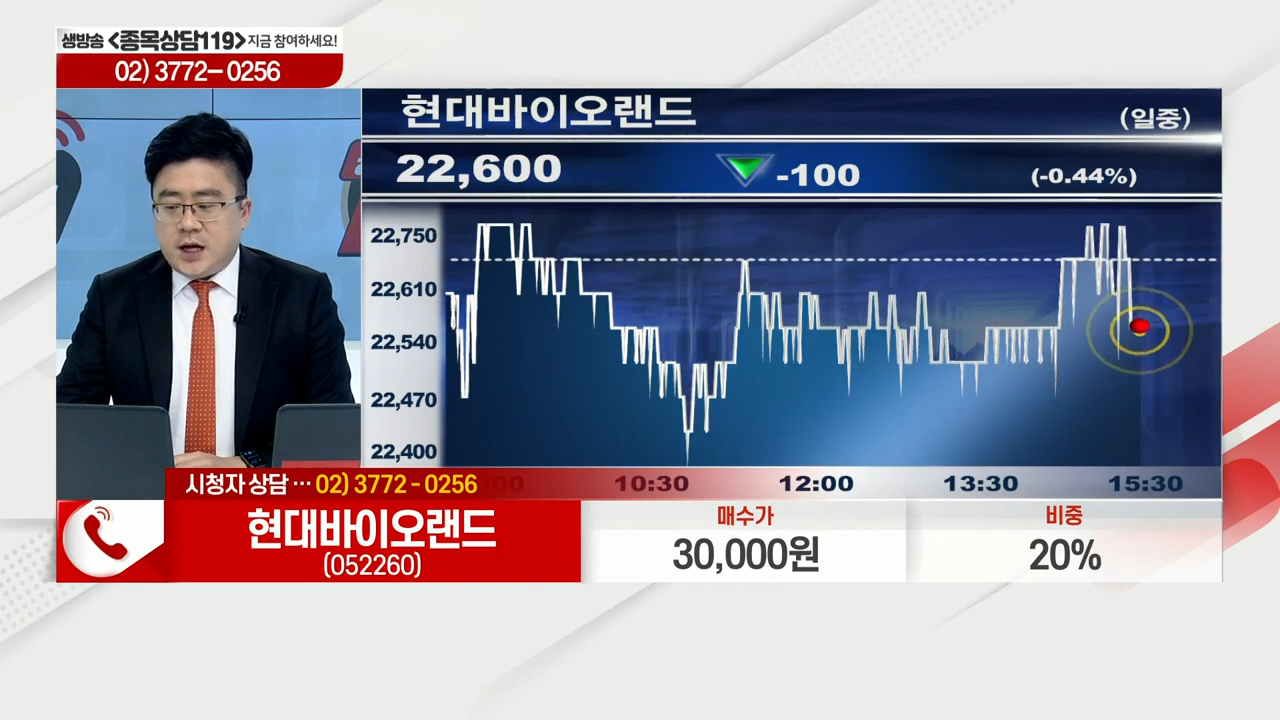 생방송 <종목상담119> 지금 참여하세요!
02) 3772-0256
현대바이오랜드
(일중)
22,600
-100
(-0.44%)
22,750
22,610
22,540
22,470
22,400
10:30
12:00
13:30
15:30
시청자 상담 ··· 02) 3772-0256
현대바이오랜드
(052260)
매수가
30,000원
비중
20%